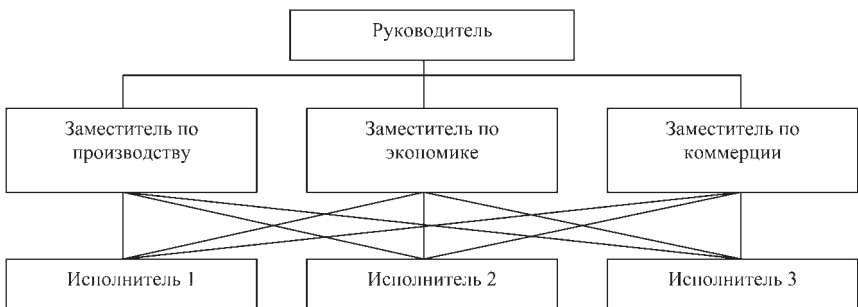 Руководитель
Заместитель по
производству
Заместитель по
экономике
Заместитель по
коммерции
Исполнитель 1
Исполнитель 2
Исполнитель 3